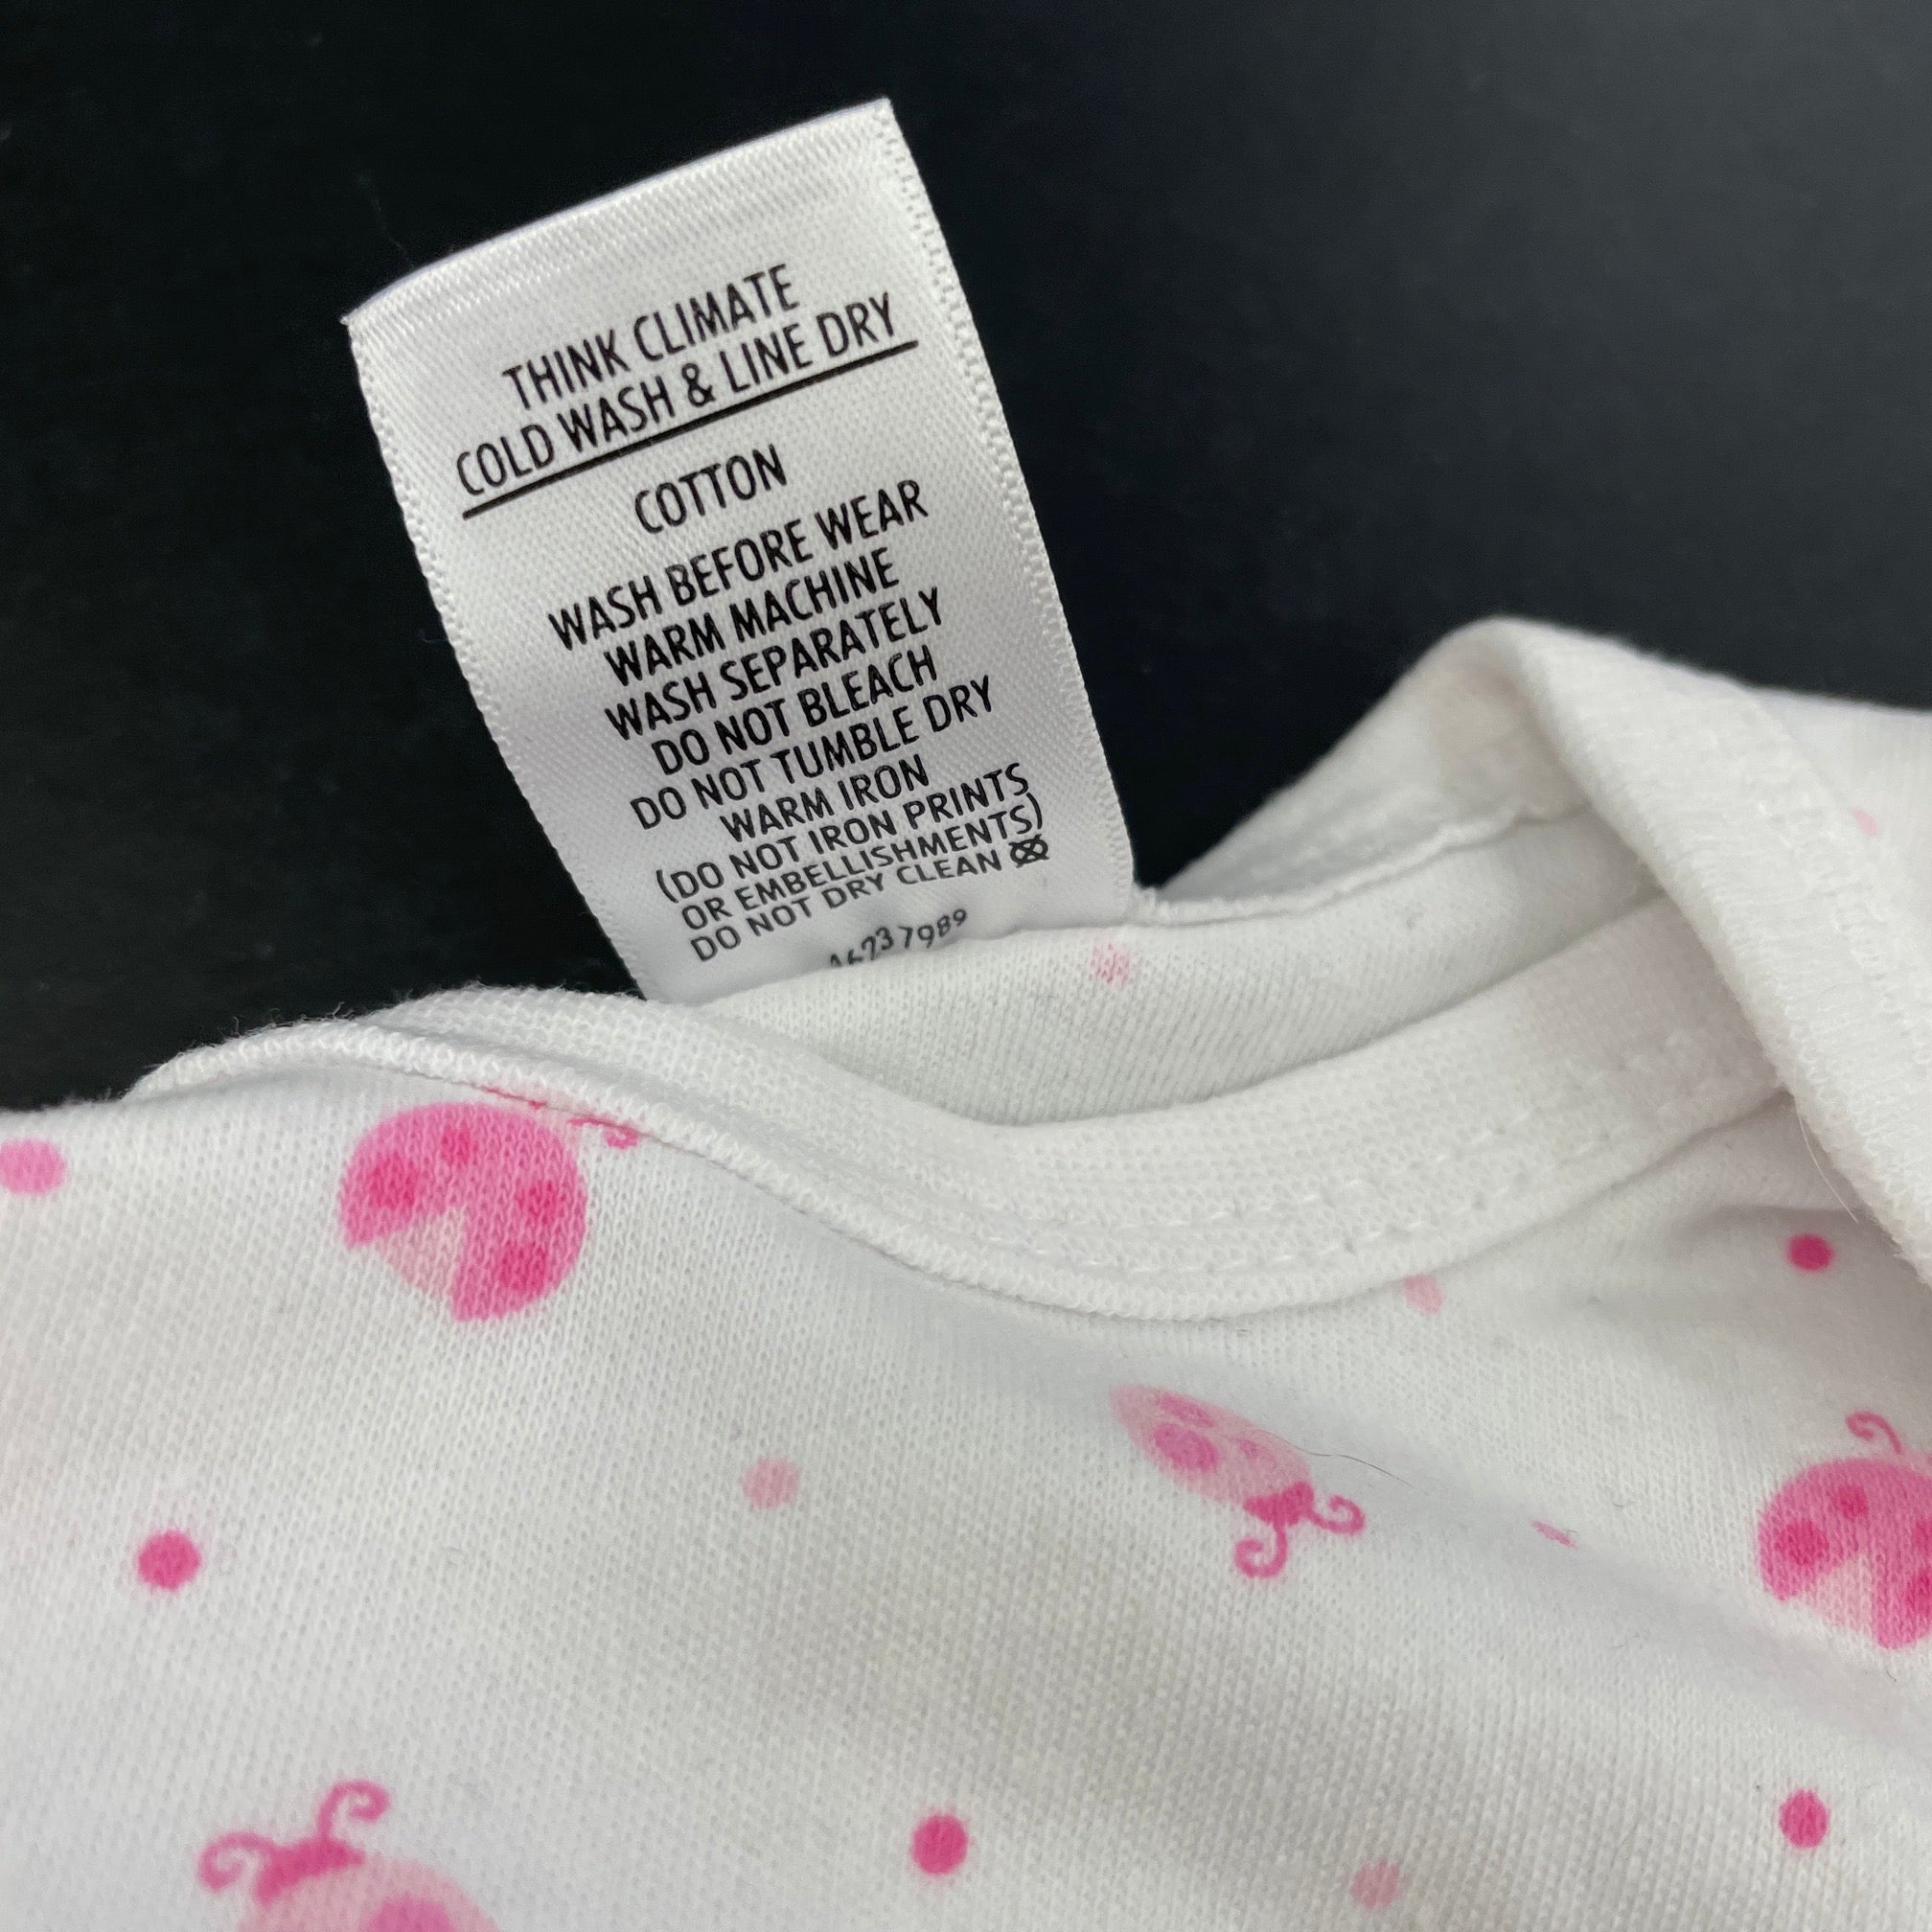 THINK CLIMATE
COLD WASH & LINE DRY
COTTON
WASH BEFORE WEAR
WARM MACHINE
WASH SEPARATELY
DO NOT BLEACH
DO NOT TUMBLE DRY
WARM IRON
(DO NOT IRON PRINTS
OR EMBELLISHMENTS)
DO NOT DRY CLEAN